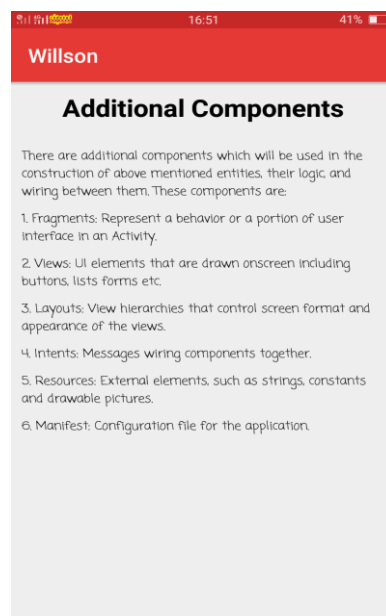 16:51
41%
Willson
Additional Components
There are additional components which will be used in the
construction of above mentioned entities, their logic, and
wiring between them. These components are:
1. Fragments: Represent a behavior or a portion of user
interface in an Activity.
2. Views: UI elements that are drawn onscreen including
buttons, lists forms etc.
3. Layouts: View hierarchies that control screen format and
appearance of the views.
4. Intents: Messages wiring components together.
5. Resources: External elements, such as strings, constants
and drawable pictures.
6. Manifest: Configuration file for the application.